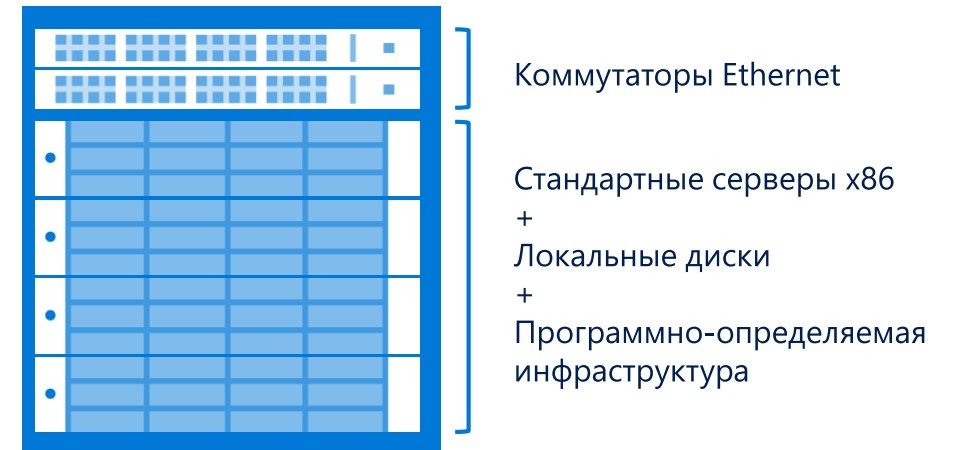 Коммутаторы Ethernet
Стандартные серверы x86
+
Локальные диски
+
Программно-определяемая
инфраструктура